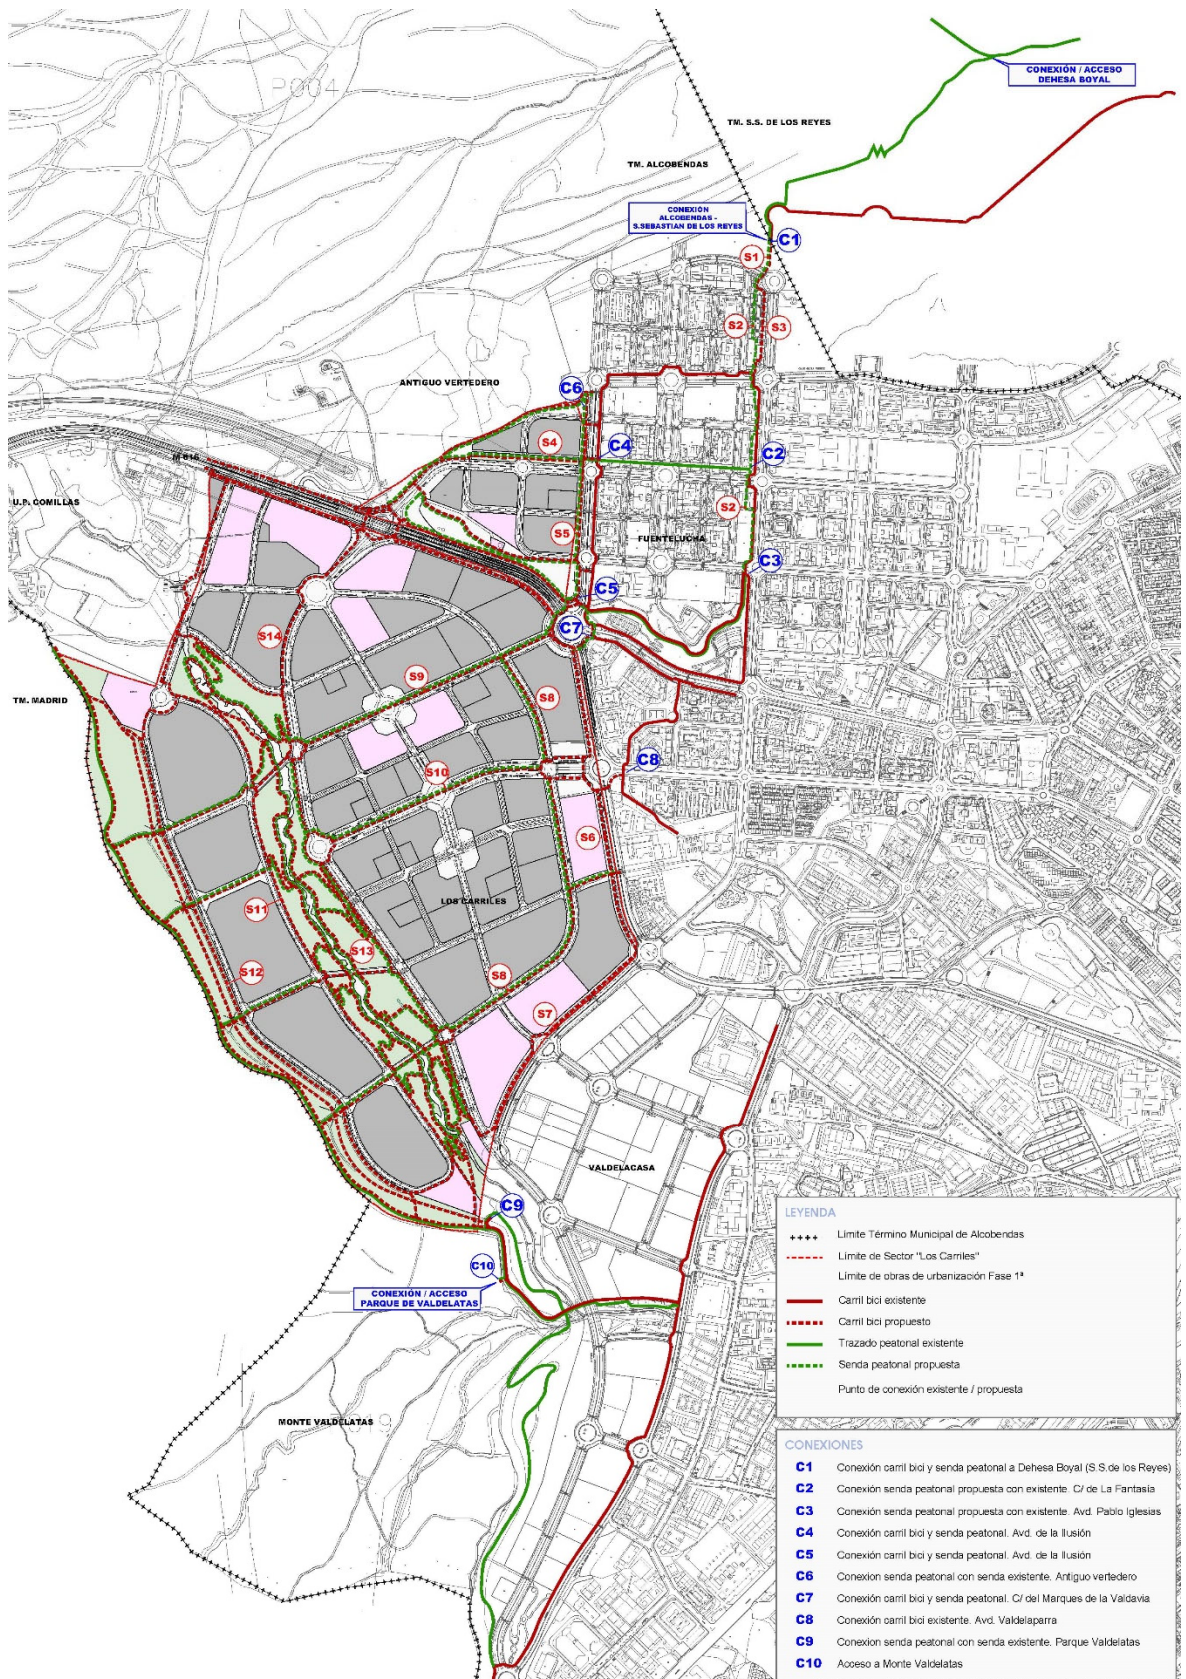 CONEXIÓN / ACCESO
DEHESA BOYAL
TM. S.S. DE LOS REYES
TM. ALCOBENDAS
CONEXIÓN
ALCOBENDAS -
S.SEBASTIAN DE LOS REYES
C1
S1
S2
S3
ANTIGUO VERTEDERO
C6
S4
C4
C2
M 616
U.P. COMILLAS
S2
S5
FUENTELUCHA
C3
C5
C7
S14
S9
S8
TM. MADRID
C8
S10
S6
LOS CARRILES
S11
S13
S12
S8
S7
VALDELACASA
C9
C10
CONEXIÓN / ACCESO
PARQUE DE VALDELATAS
MONTE VALDELATAS
LEYENDA
Límite Término Municipal de Alcobendas
Límite de Sector "Los Carriles"
Límite de obras de urbanización Fase 1ª
Carril bici existente
Carril bici propuesto
Trazado peatonal existente
Senda peatonal propuesta
Punto de conexión existente / propuesta
CONEXIONES
C1 Conexión carril bici y senda peatonal a Dehesa Boyal (S.S.de los Reyes)
C2 Conexión senda peatonal propuesta con existente. C/ de La Fantasía
C3 Conexión senda peatonal propuesta con existente. Avd. Pablo Iglesias
C4 Conexión carril bici y senda peatonal. Avd. de la Ilusión
C5 Conexión carril bici y senda peatonal. Avd. de la Ilusión
C6 Conexion senda peatonal con senda existente. Antiguo vertedero
C7 Conexión carril bici y senda peatonal. C/ del Marques de la Valdavia
C8 Conexión carril bici existente. Avd. Valdelaparra
C9 Conexion senda peatonal con senda existente. Parque Valdelatas
C10 Acceso a Monte Valdelatas